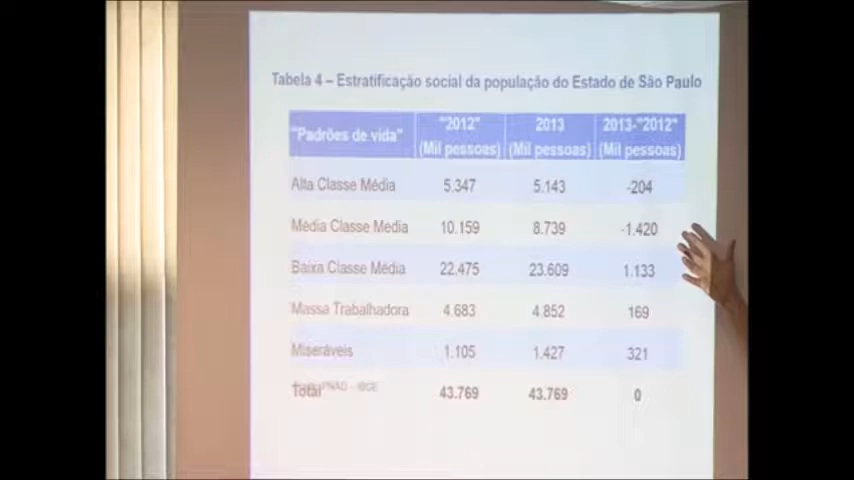 Tabela 4 – Estratificação social da população do Estado de São Paulo
"Padrões de vida" "2012" (Mil pessoas) 2013 (Mil pessoas) 2013-"2012" (Mil pessoas)
Alta Classe Média 5.347 5.143 -204
Média Classe Media 10.159 8.739 -1.420
Baixa Classe Média 22.475 23.609 1.133
Massa Trabalhadora 4.683 4.852 169
Miseráveis 1.105 1.427 321
Total 43.769 43.769 0
PNAD - IBGE